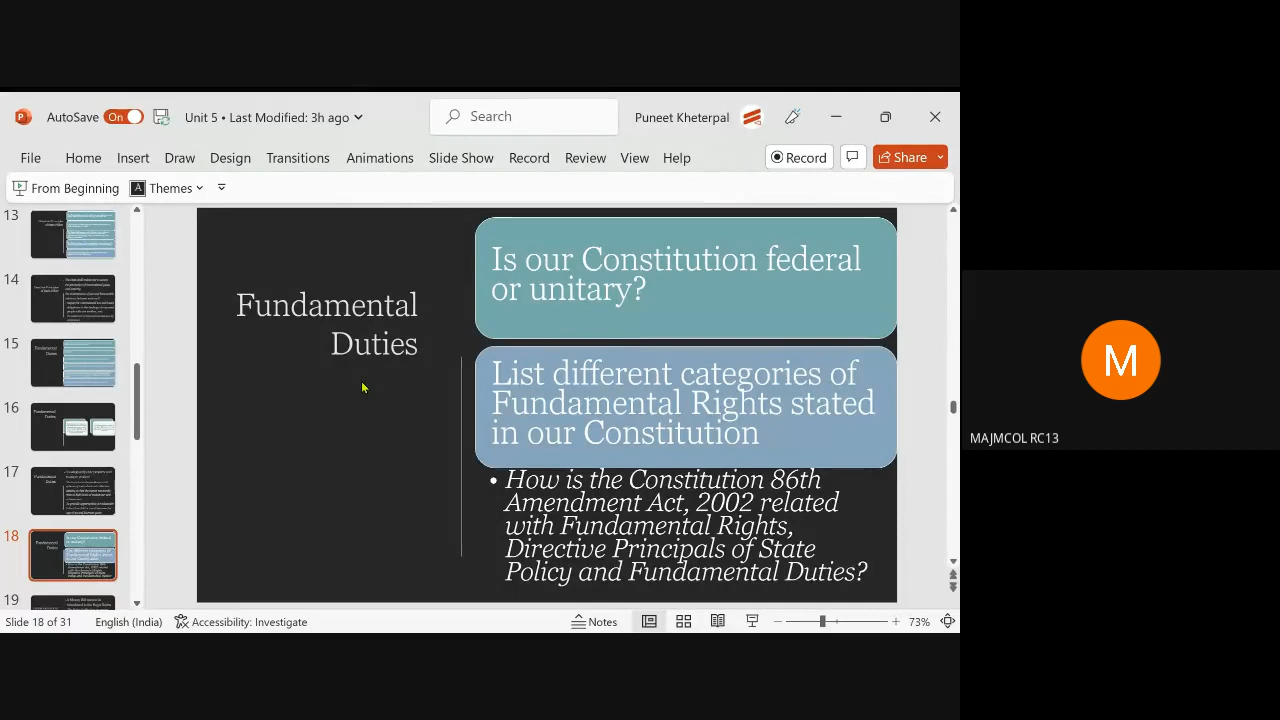 AutoSave On Unit 5 • Last Modified: 3h ago Search Puneet Kheterpal
File Home Insert Draw Design Transitions Animations Slide Show Record Review View Help Record Share
From Beginning A Themes
13
14
15
16
17
18
19
Fundamental
Duties
Is our Constitution federal
or unitary?
List different categories of
Fundamental Rights stated
in our Constitution
• How is the Constitution 86th
Amendment Act, 2002 related
with Fundamental Rights,
Directive Principals of State
Policy and Fundamental Duties?
Slide 18 of 31 English (India) Accessibility: Investigate Notes 73%
M
MAJMCOL RC13